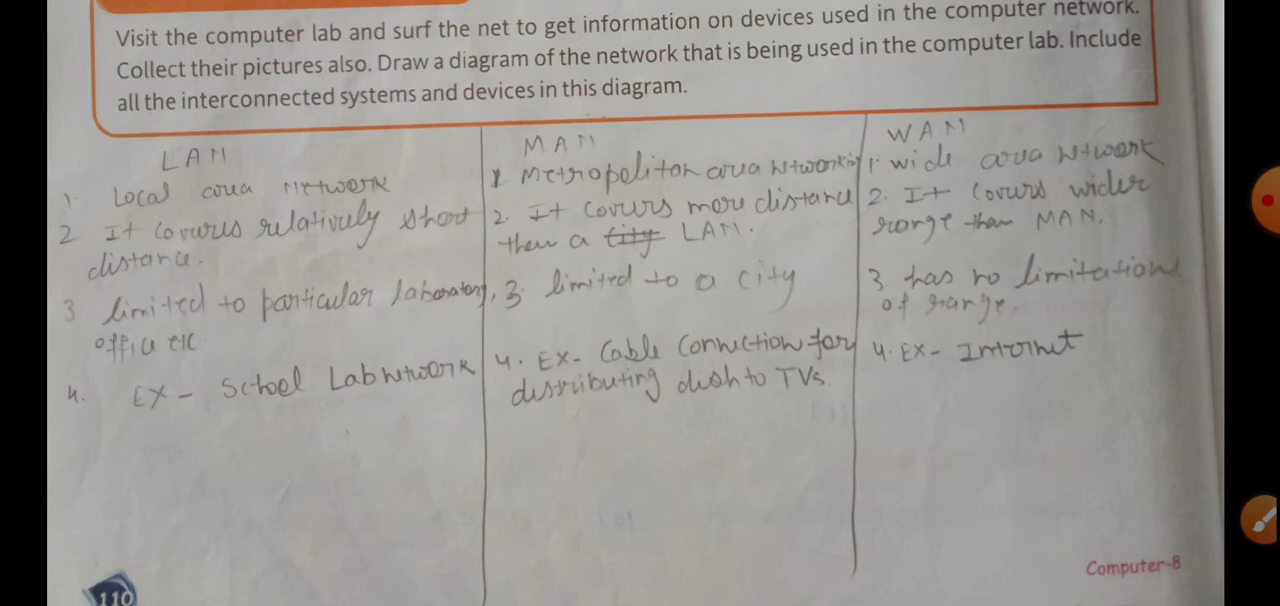 Visit the computer lab and surf the net to get information on devices used in the computer network.
Collect their pictures also. Draw a diagram of the network that is being used in the computer lab. Include
all the interconnected systems and devices in this diagram.
LAN
1. Local area Network
2 It coveres relatively short
distance.
3 limited to particular laboratory,
office etc
4. EX - School Lab network
MAN
1 Metropoliton area Ntworking
2. It covers more distance
then a city LAN.
3. limited to a city
4. EX- Cable Connection for
distributing dish to TVs.
WAN
1. wide area Ntwork
2. It covers wider
range than MAN.
3 has no limitation
of range.
4. EX- Internet
Computer-8
110